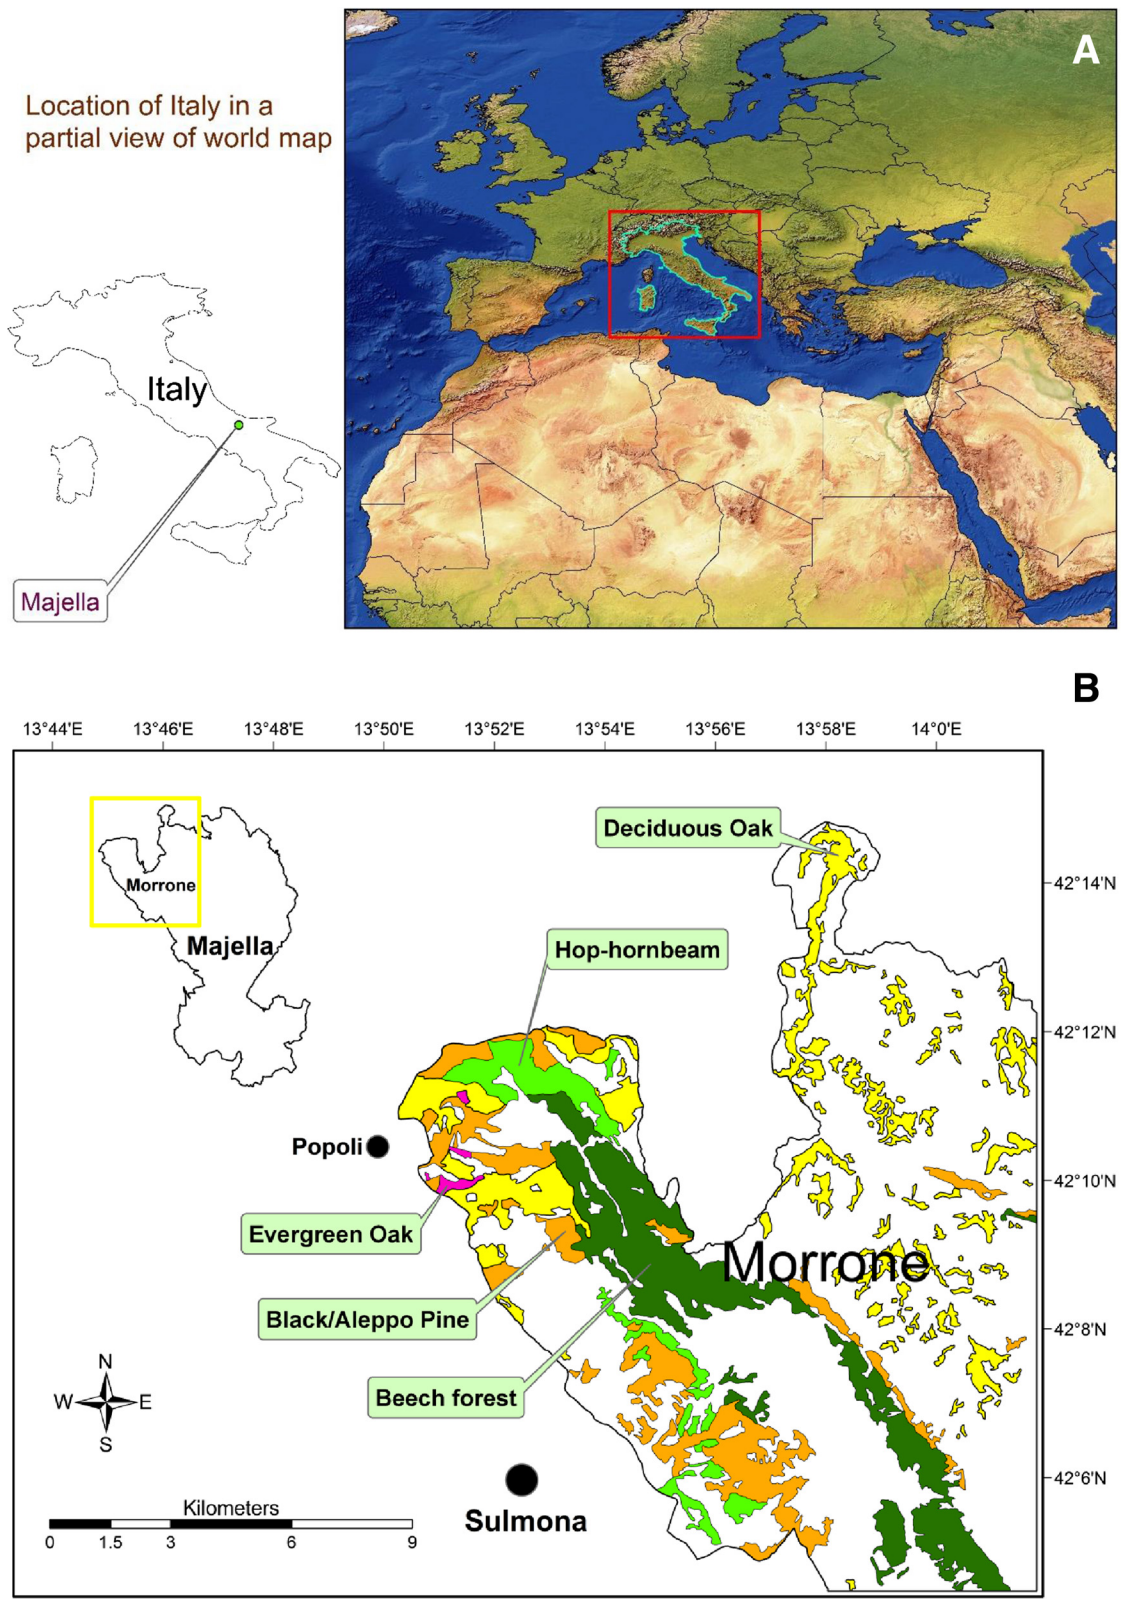 A
Location of Italy in a
partial view of world map
Italy
Majella
B
13°44'E 13°46'E 13°48'E 13°50'E 13°52'E 13°54'E 13°56'E 13°58'E 14°0'E
Deciduous Oak
42°14'N
Morrone
Majella
Hop-hornbeam
42°12'N
Popoli
42°10'N
Evergreen Oak
Morrone
Black/Aleppo Pine
42°8'N
Beech forest
N
W E
S
42°6'N
Kilometers
Sulmona
0 1.5 3 6 9